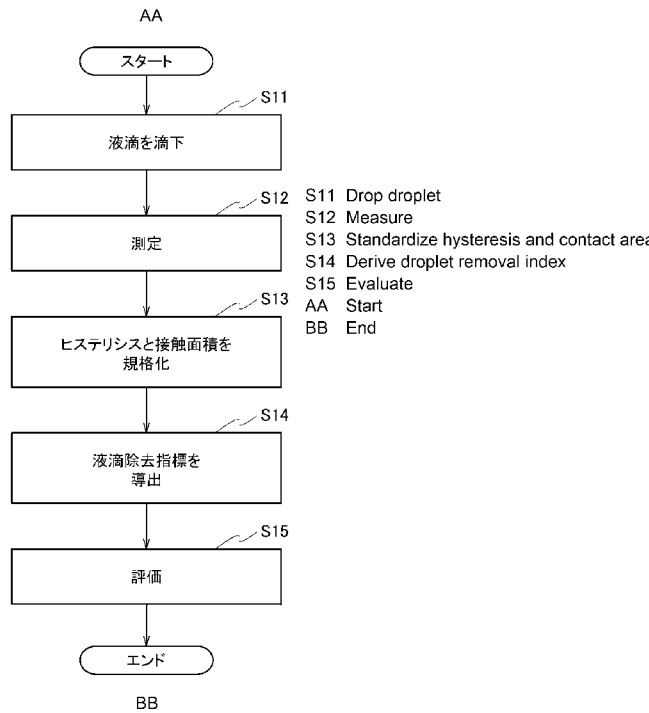 AA
スタート
S11
液滴を滴下
S12
測定
S13
ヒステリシスと接触面積を
規格化
S14
液滴除去指標を
導出
S15
評価
エンド
BB
S11 Drop droplet
S12 Measure
S13 Standardize hysteresis and contact area
S14 Derive droplet removal index
S15 Evaluate
AA Start
BB End